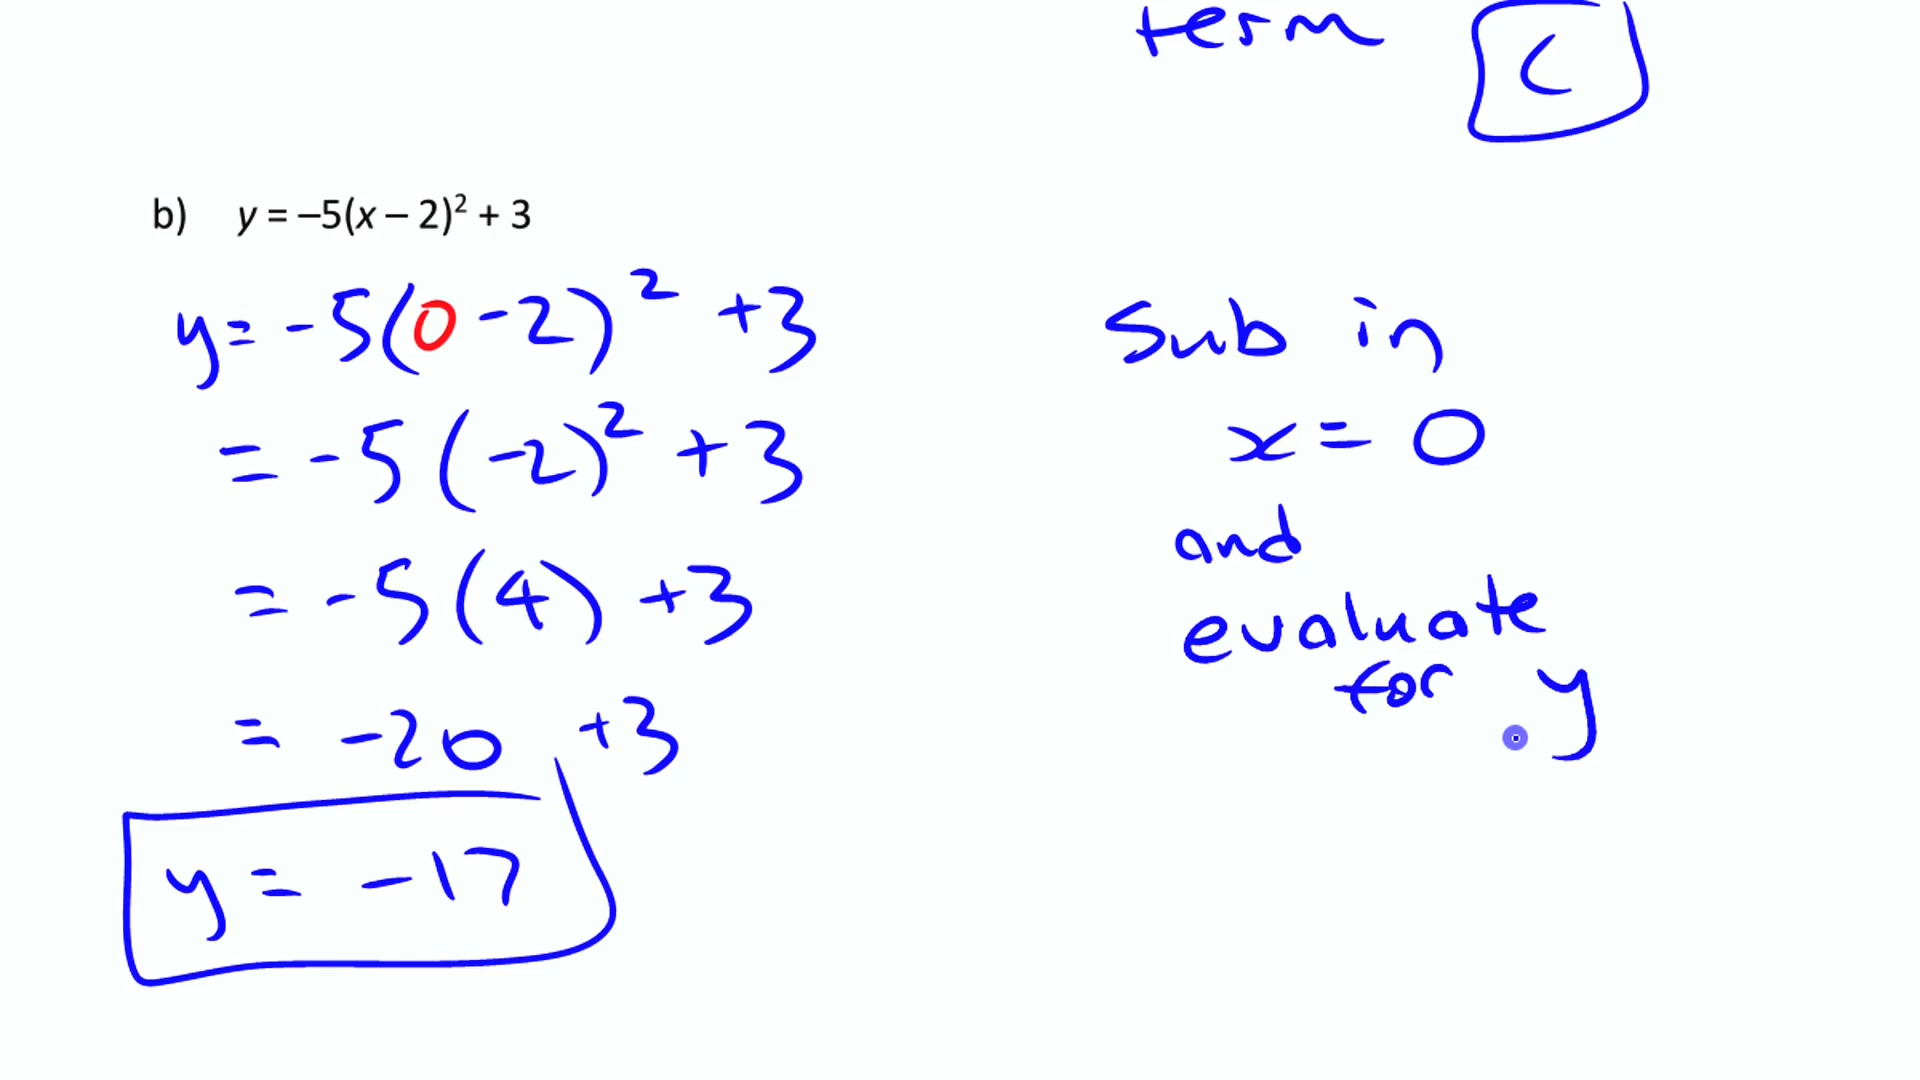 term C
b) y = –5(x – 2)² + 3
y = -5(0 - 2)² + 3
= -5(-2)² + 3
= -5(4) + 3
= -20 + 3
y = -17
Sub in
x = 0
and
evaluate
for y